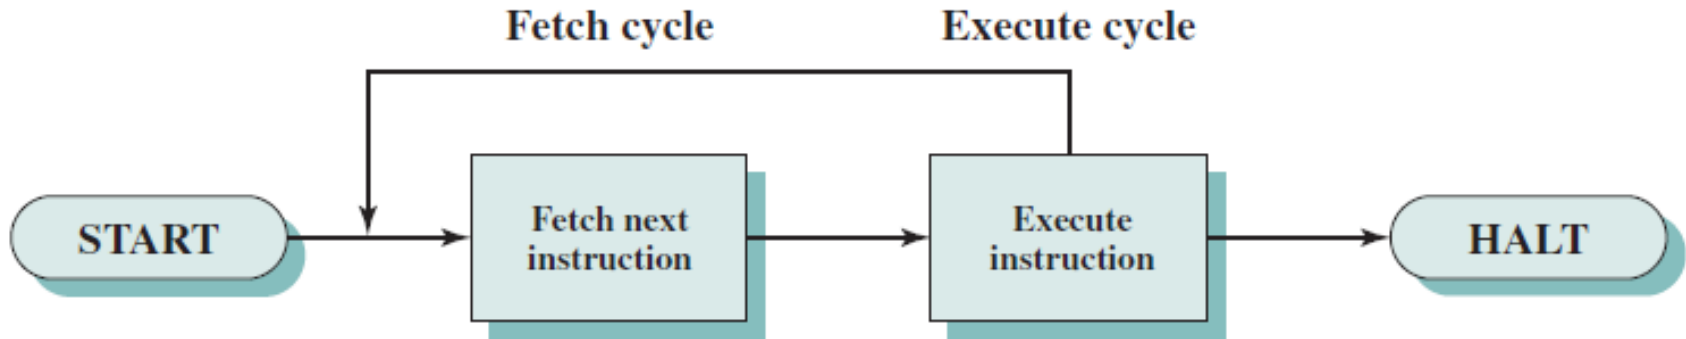 Fetch cycle
Execute cycle
START
Fetch next
instruction
Execute
instruction
HALT